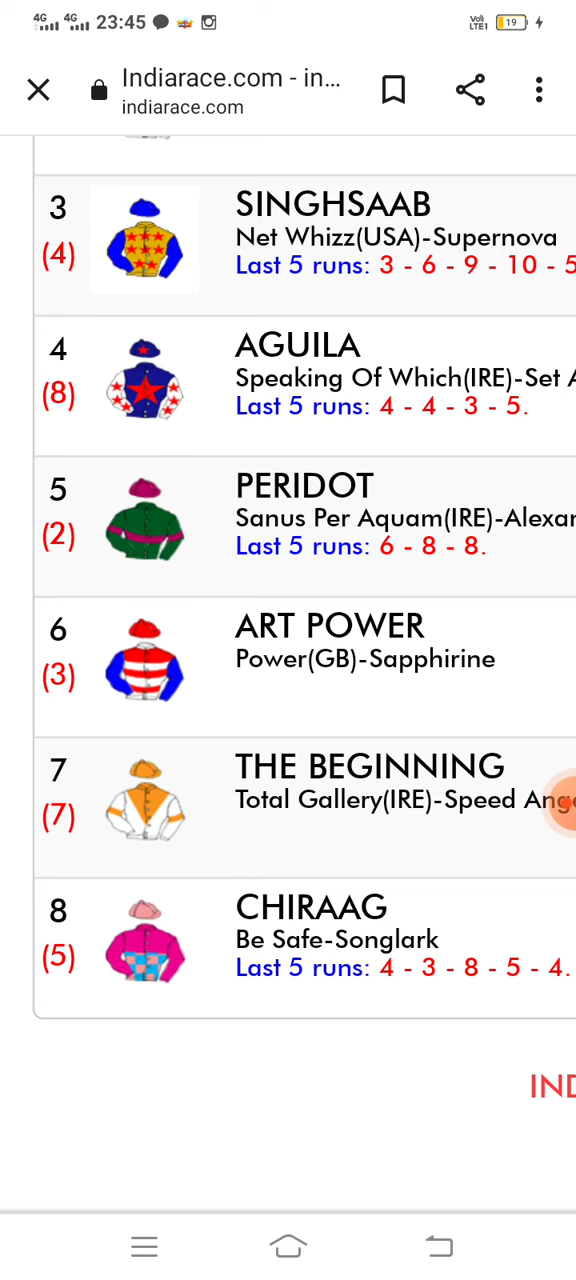 4G 4G 23:45 Vo) LTE1 19
Indiarace.com - in...
indiarace.com
3 SINGHSAAB
(4) Net Whizz(USA)-Supernova
Last 5 runs: 3 - 6 - 9 - 10 - 5
4 AGUILA
(8) Speaking Of Which(IRE)-Set
Last 5 runs: 4 - 4 - 3 - 5.
5 PERIDOT
(2) Sanus Per Aquam(IRE)-Alexa
Last 5 runs: 6 - 8 - 8.
6 ART POWER
(3) Power(GB)-Sapphirine
7 THE BEGINNING
(7) Total Gallery(IRE)-Speed Ang
8 CHIRAAG
(5) Be Safe-Songlark
Last 5 runs: 4 - 3 - 8 - 5 - 4.
IND